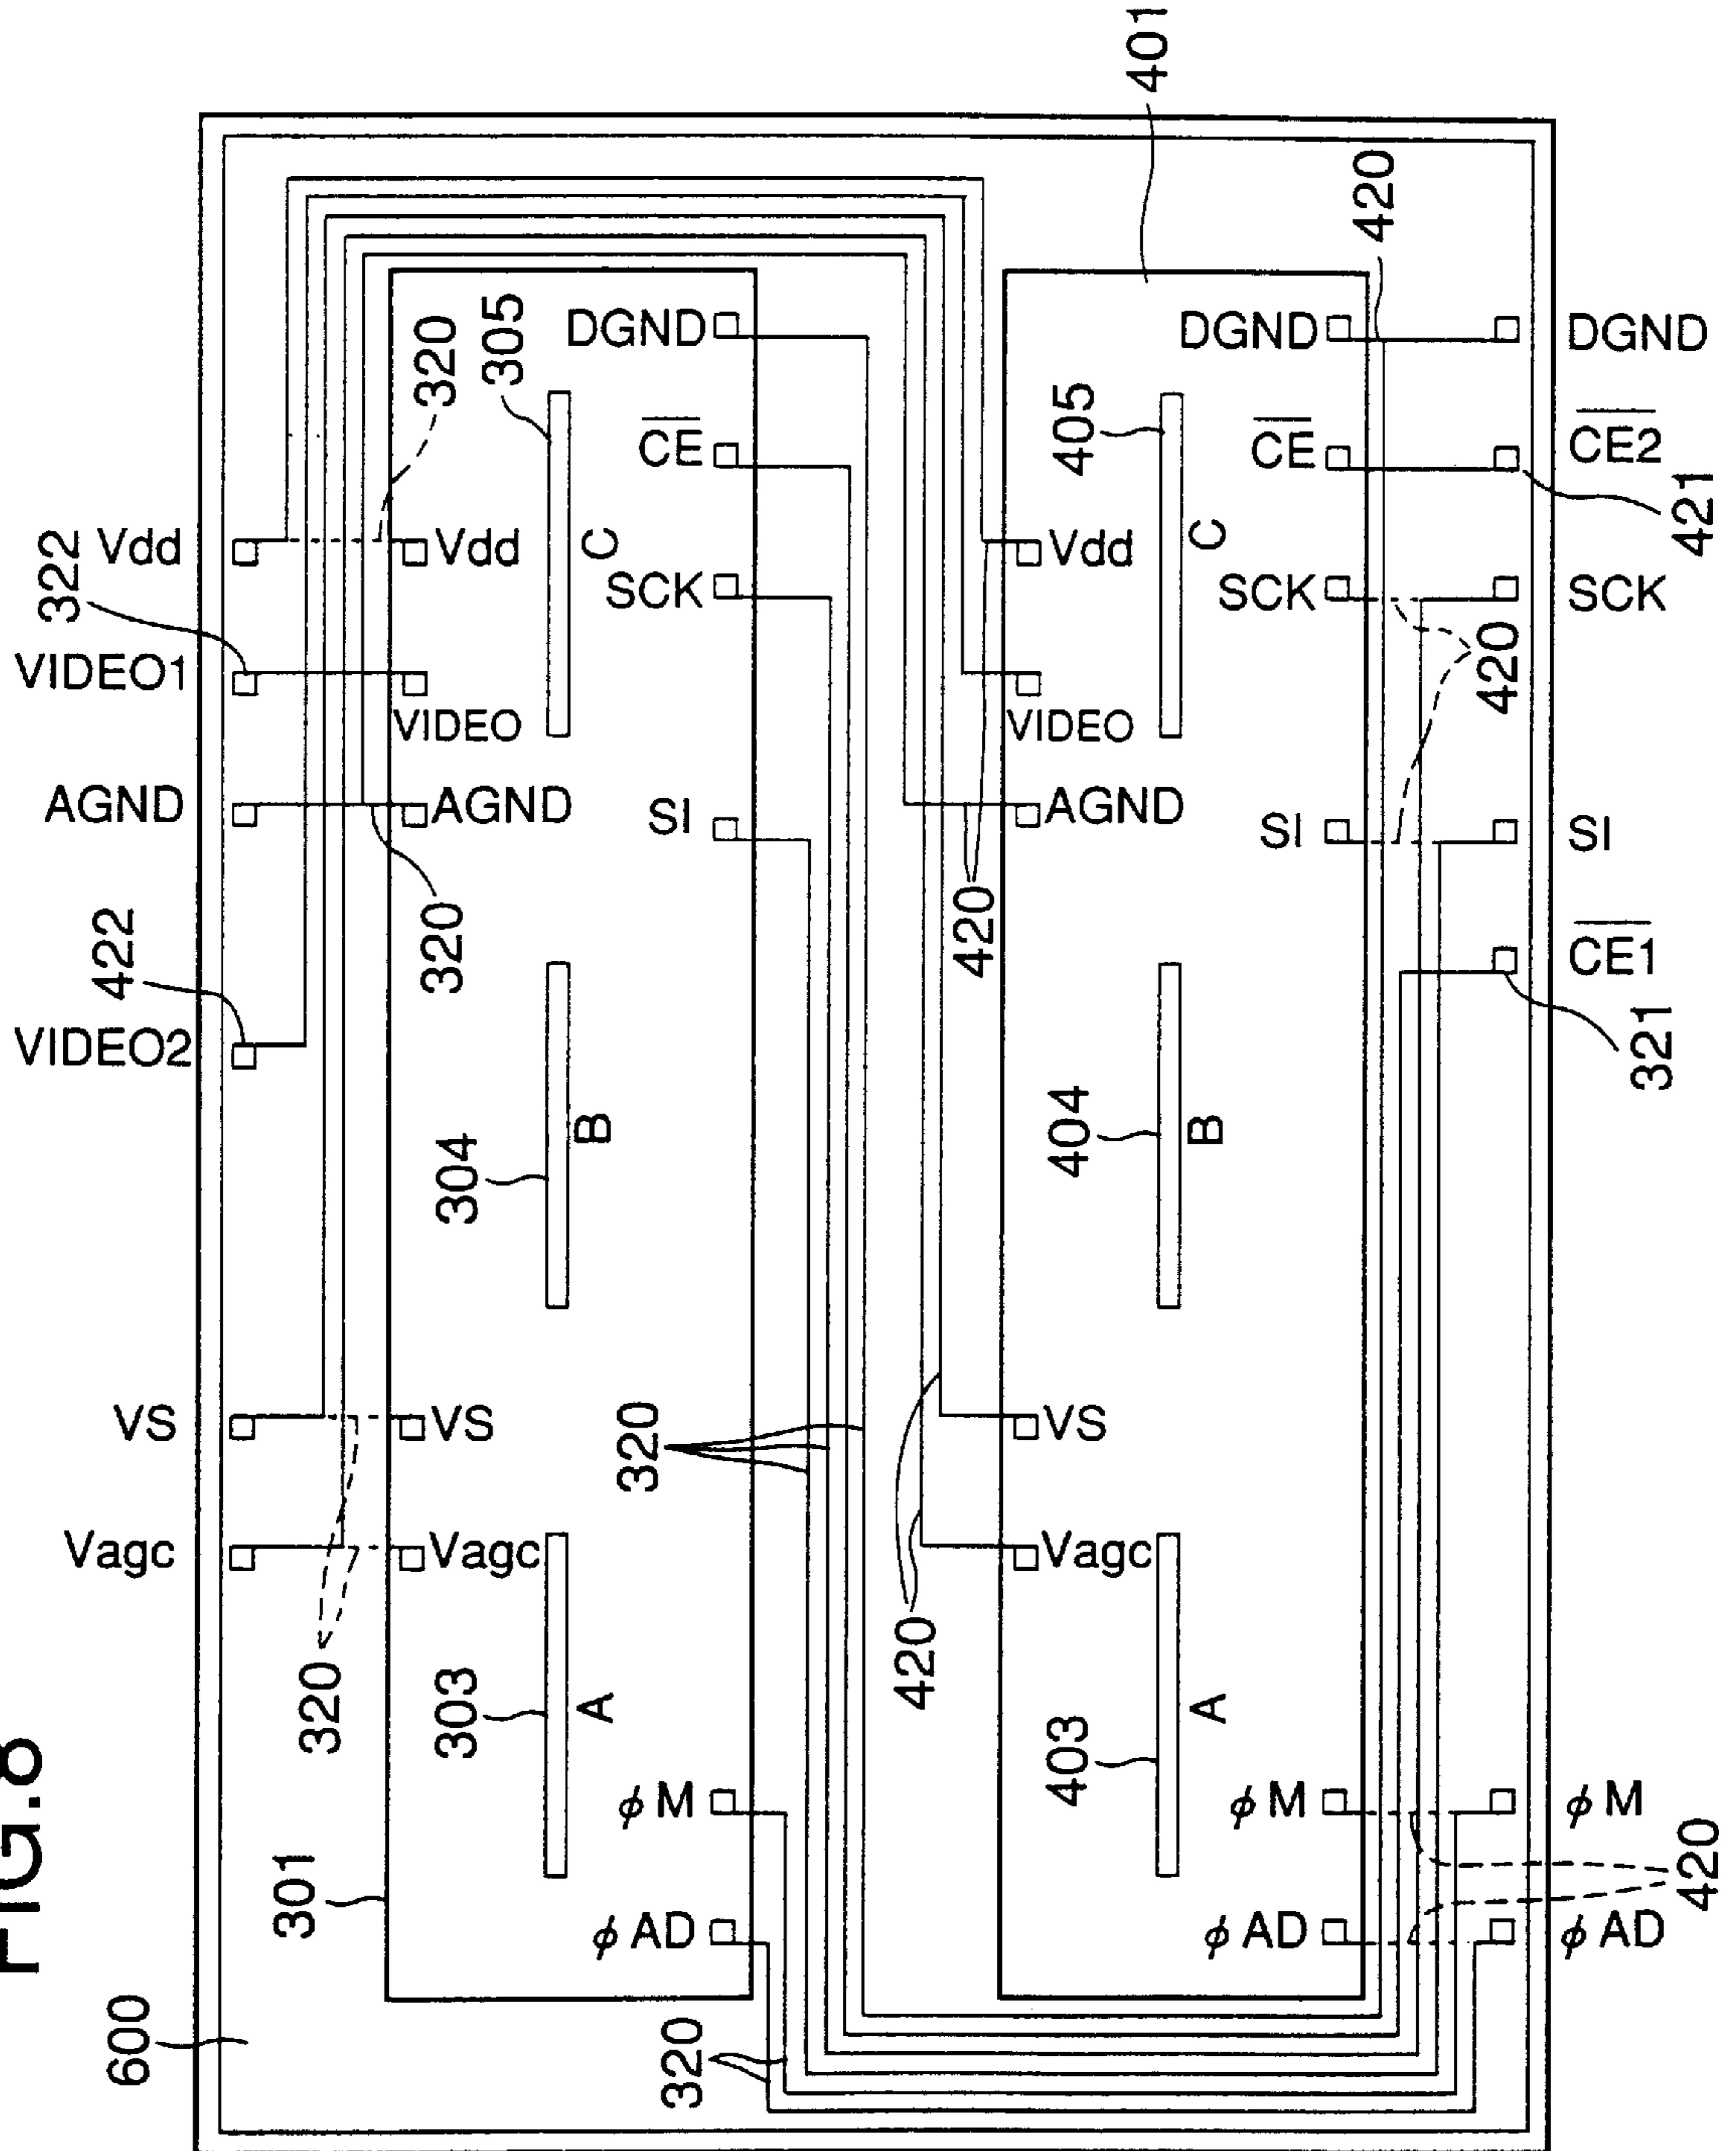 FIG.8
600
301
Vagc
VS
VIDEO2
422
AGND
VIDEO1
322
Vdd
320
320
320
303
304
305
Vagc
VS
AGND
VIDEO
Vdd
A
B
C
φAD
φM
SI
SCK
CE
DGND
320
320
401
420
420
403
404
405
Vagc
VS
AGND
VIDEO
Vdd
A
B
C
φAD
φM
SI
SCK
CE
DGND
420
420
420
φAD
φM
CE1
SI
SCK
CE2
DGND
321
421